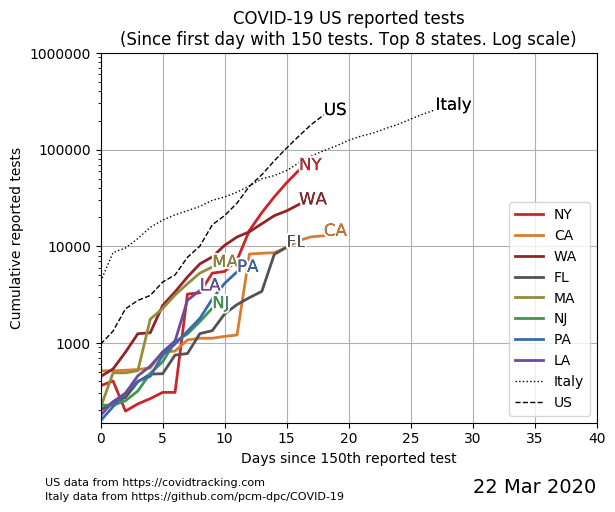 COVID-19 US reported tests
(Since first day with 150 tests. Top 8 states. Log scale)
1000000
100000
10000
1000
Cumulative reported tests
US
Italy
NY
WA
CA
FL
MA
PA
LA
NJ
NY
CA
WA
FL
MA
NJ
PA
LA
Italy
US
0 5 10 15 20 25 30 35 40
Days since 150th reported test
US data from https://covidtracking.com
Italy data from https://github.com/pcm-dpc/COVID-19
22 Mar 2020